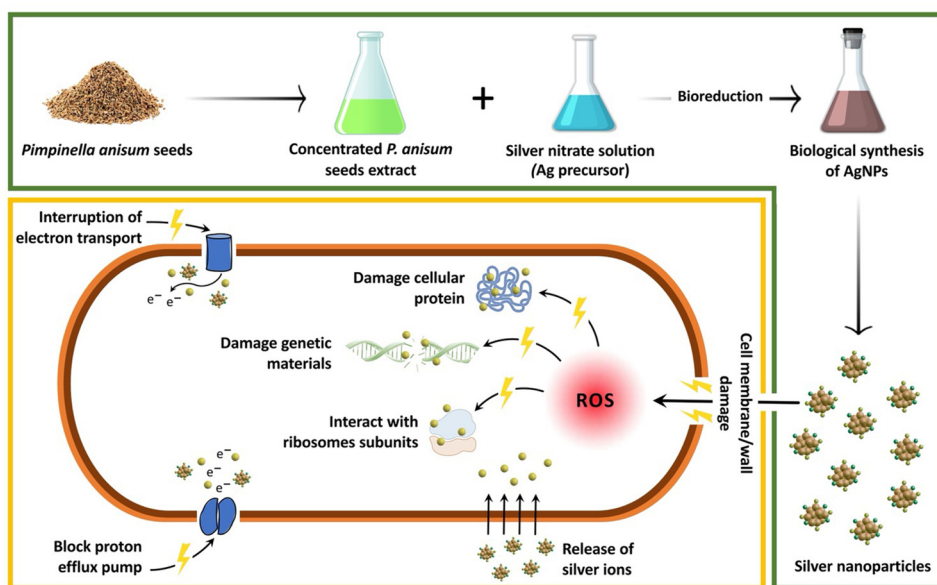 Pimpinella anisum seeds
Concentrated P. anisum
seeds extract
+
Silver nitrate solution
(Ag precursor)
Bioreduction
Biological synthesis
of AgNPs
Interruption of
electron transport
e⁻ e⁻
Damage cellular
protein
Damage genetic
materials
Interact with
ribosomes subunits
ROS
Cell membrane/wall
damage
e⁻
e⁻
e⁻
Block proton
efflux pump
Release of
silver ions
Silver nanoparticles